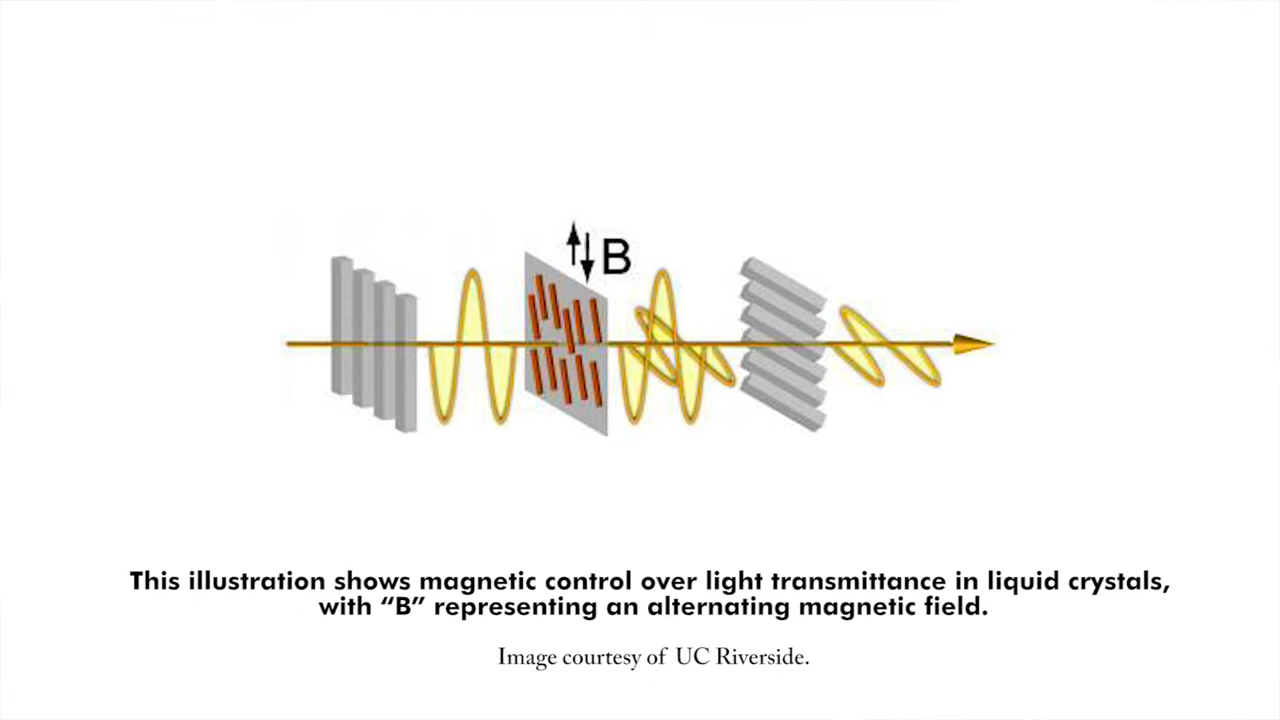 B
This illustration shows magnetic control over light transmittance in liquid crystals,
with “B” representing an alternating magnetic field.
Image courtesy of UC Riverside.